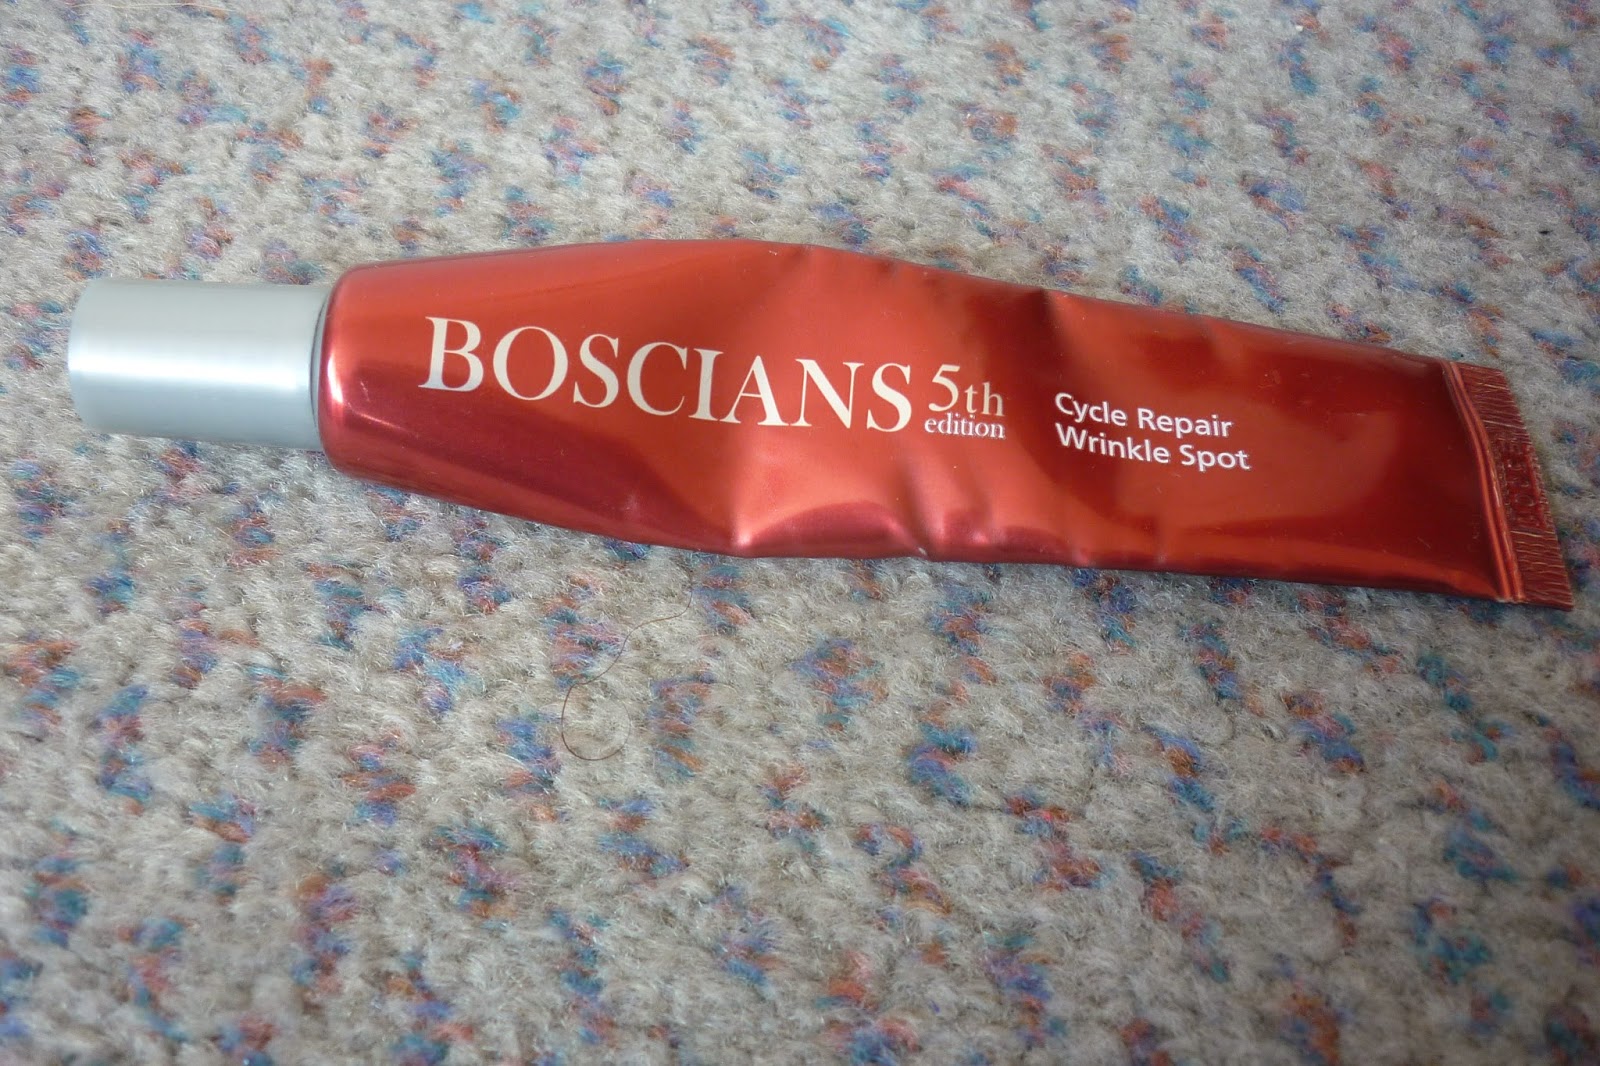 BOSCIANS 5th
edition
Cycle Repair
Wrinkle Spot